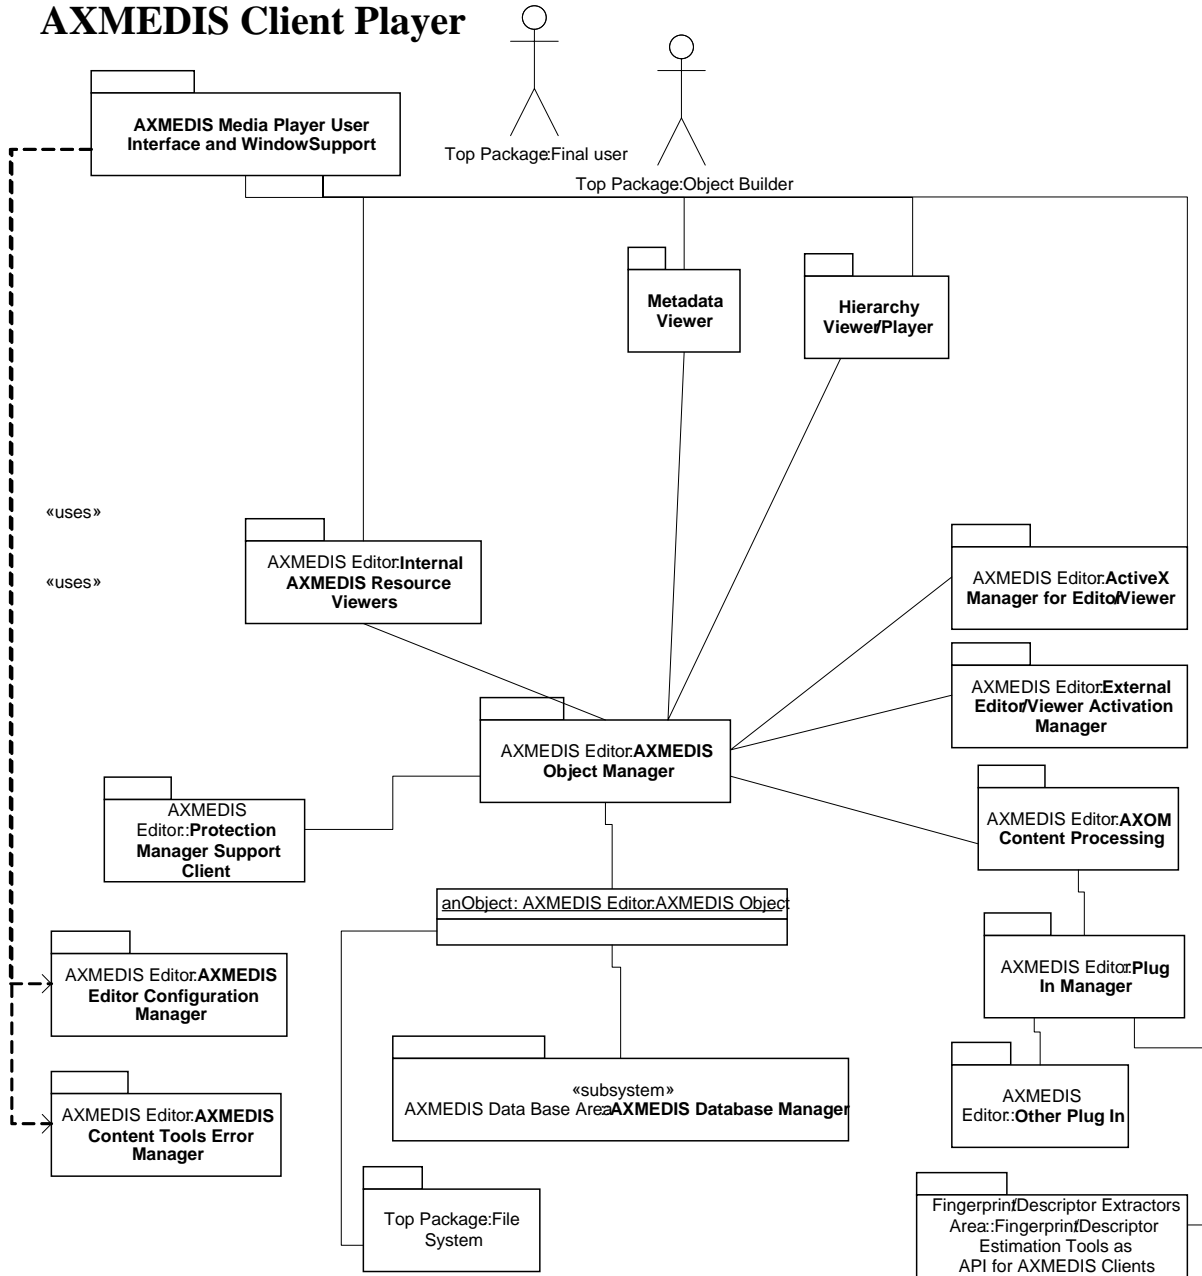 AXMEDIS Client Player
AXMEDIS Media Player User
Interface and WindowSupport
Top Package:Final user
Top Package:Object Builder
Metadata
Viewer
Hierarchy
Viewer/Player
«uses»
«uses»
AXMEDIS Editor:Internal
AXMEDIS Resource
Viewers
AXMEDIS Editor:ActiveX
Manager for Editor/Viewer
AXMEDIS Editor:External
Editor/Viewer Activation
Manager
AXMEDIS Editor:AXMEDIS
Object Manager
AXMEDIS
Editor::Protection
Manager Support
Client
AXMEDIS Editor:AXOM
Content Processing
anObject: AXMEDIS Editor:AXMEDIS Object
AXMEDIS Editor:AXMEDIS
Editor Configuration
Manager
AXMEDIS Editor:Plug
In Manager
«subsystem»
AXMEDIS Data Base Area:AXMEDIS Database Manager
AXMEDIS
Editor::Other Plug In
AXMEDIS Editor:AXMEDIS
Content Tools Error
Manager
Top Package:File
System
Fingerprint/Descriptor Extractors
Area::Fingerprint/Descriptor
Estimation Tools as
API for AXMEDIS Clients